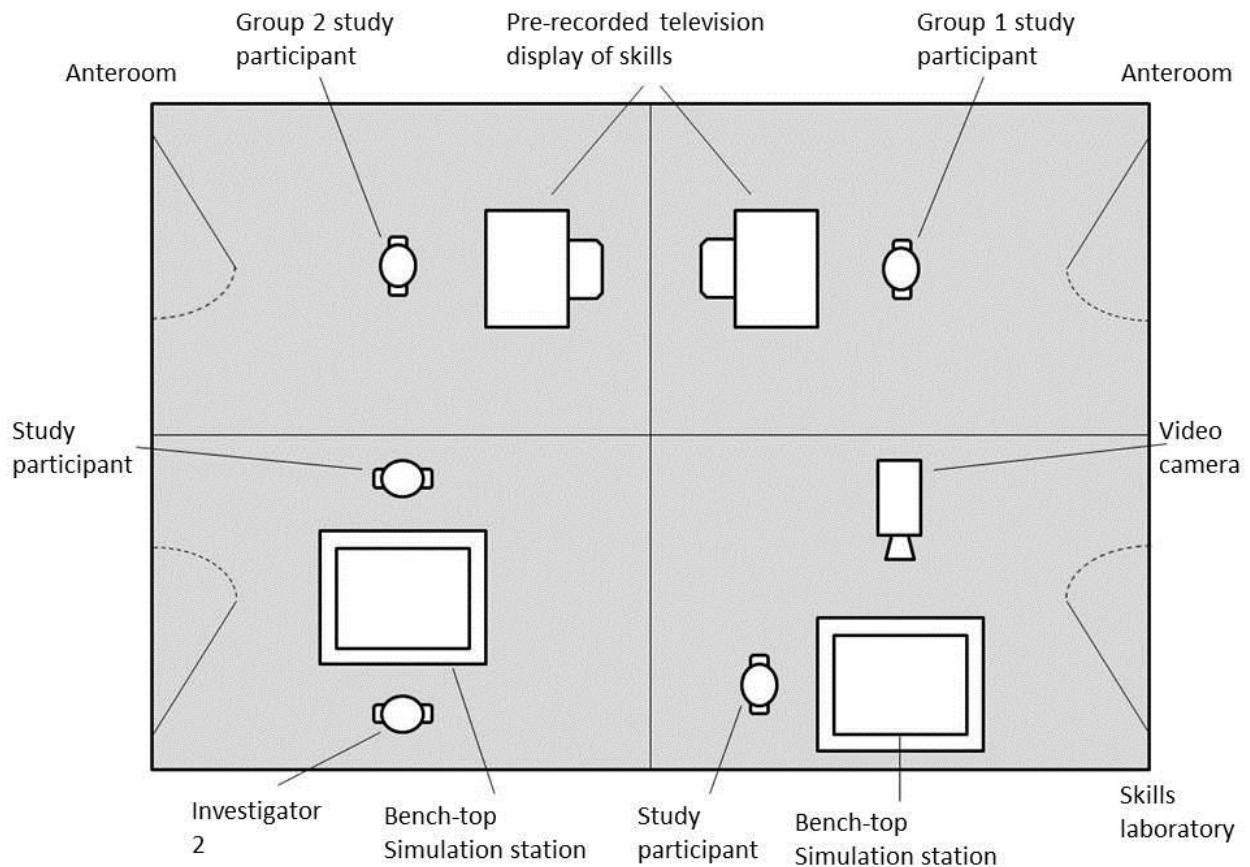 Group 2 study
participant
Pre-recorded television
display of skills
Group 1 study
participant
Anteroom
Anteroom
Study
participant
Video
camera
Investigator
2
Bench-top
Simulation station
Study
participant
Bench-top
Simulation station
Skills
laboratory